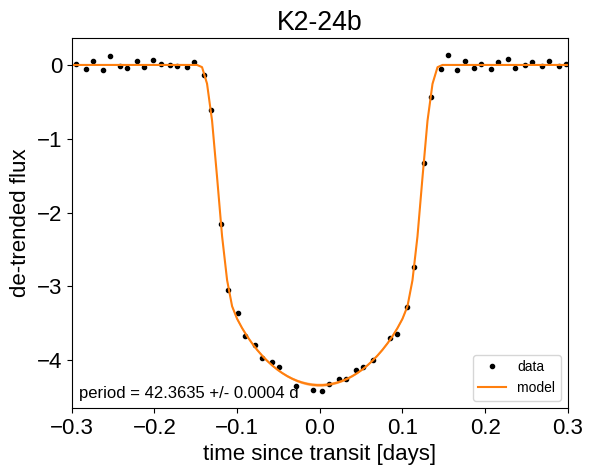 K2-24b
de-trended flux
0
−1
−2
−3
−4
period = 42.3635 +/- 0.0004 d
data
model
−0.3
−0.2
−0.1
0.0
0.1
0.2
0.3
time since transit [days]